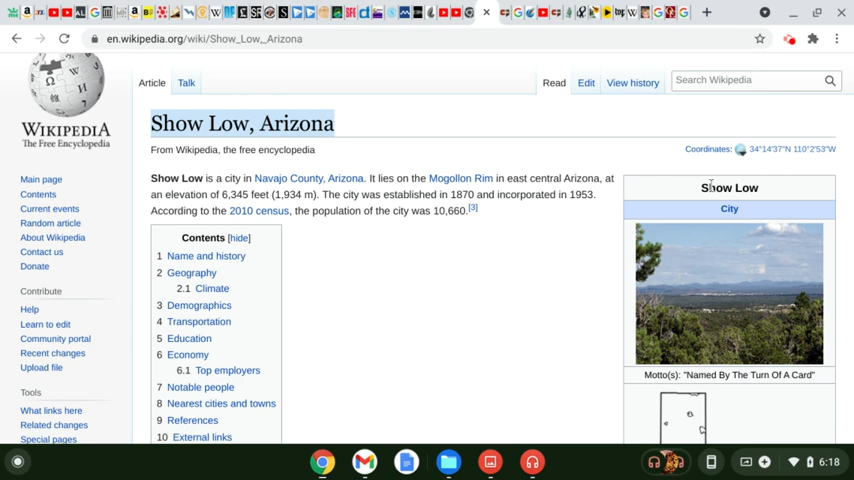 en.wikipedia.org/wiki/Show_Low,_Arizona
WIKIPEDIA
The Free Encyclopedia
Article Talk Read Edit View history Search Wikipedia
Show Low, Arizona
From Wikipedia, the free encyclopedia
Coordinates: 34°14′37″N 110°2′53″W
Show Low is a city in Navajo County, Arizona. It lies on the Mogollon Rim in east central Arizona, at
an elevation of 6,345 feet (1,934 m). The city was established in 1870 and incorporated in 1953.
According to the 2010 census, the population of the city was 10,660.[3]
Contents [hide]
1 Name and history
2 Geography
2.1 Climate
3 Demographics
4 Transportation
5 Education
6 Economy
6.1 Top employers
7 Notable people
8 Nearest cities and towns
9 References
10 External links
Show Low
City
Motto(s): "Named By The Turn Of A Card"
Main page
Contents
Current events
Random article
About Wikipedia
Contact us
Donate
Contribute
Help
Learn to edit
Community portal
Recent changes
Upload file
Tools
What links here
Related changes
Special pages
6:18